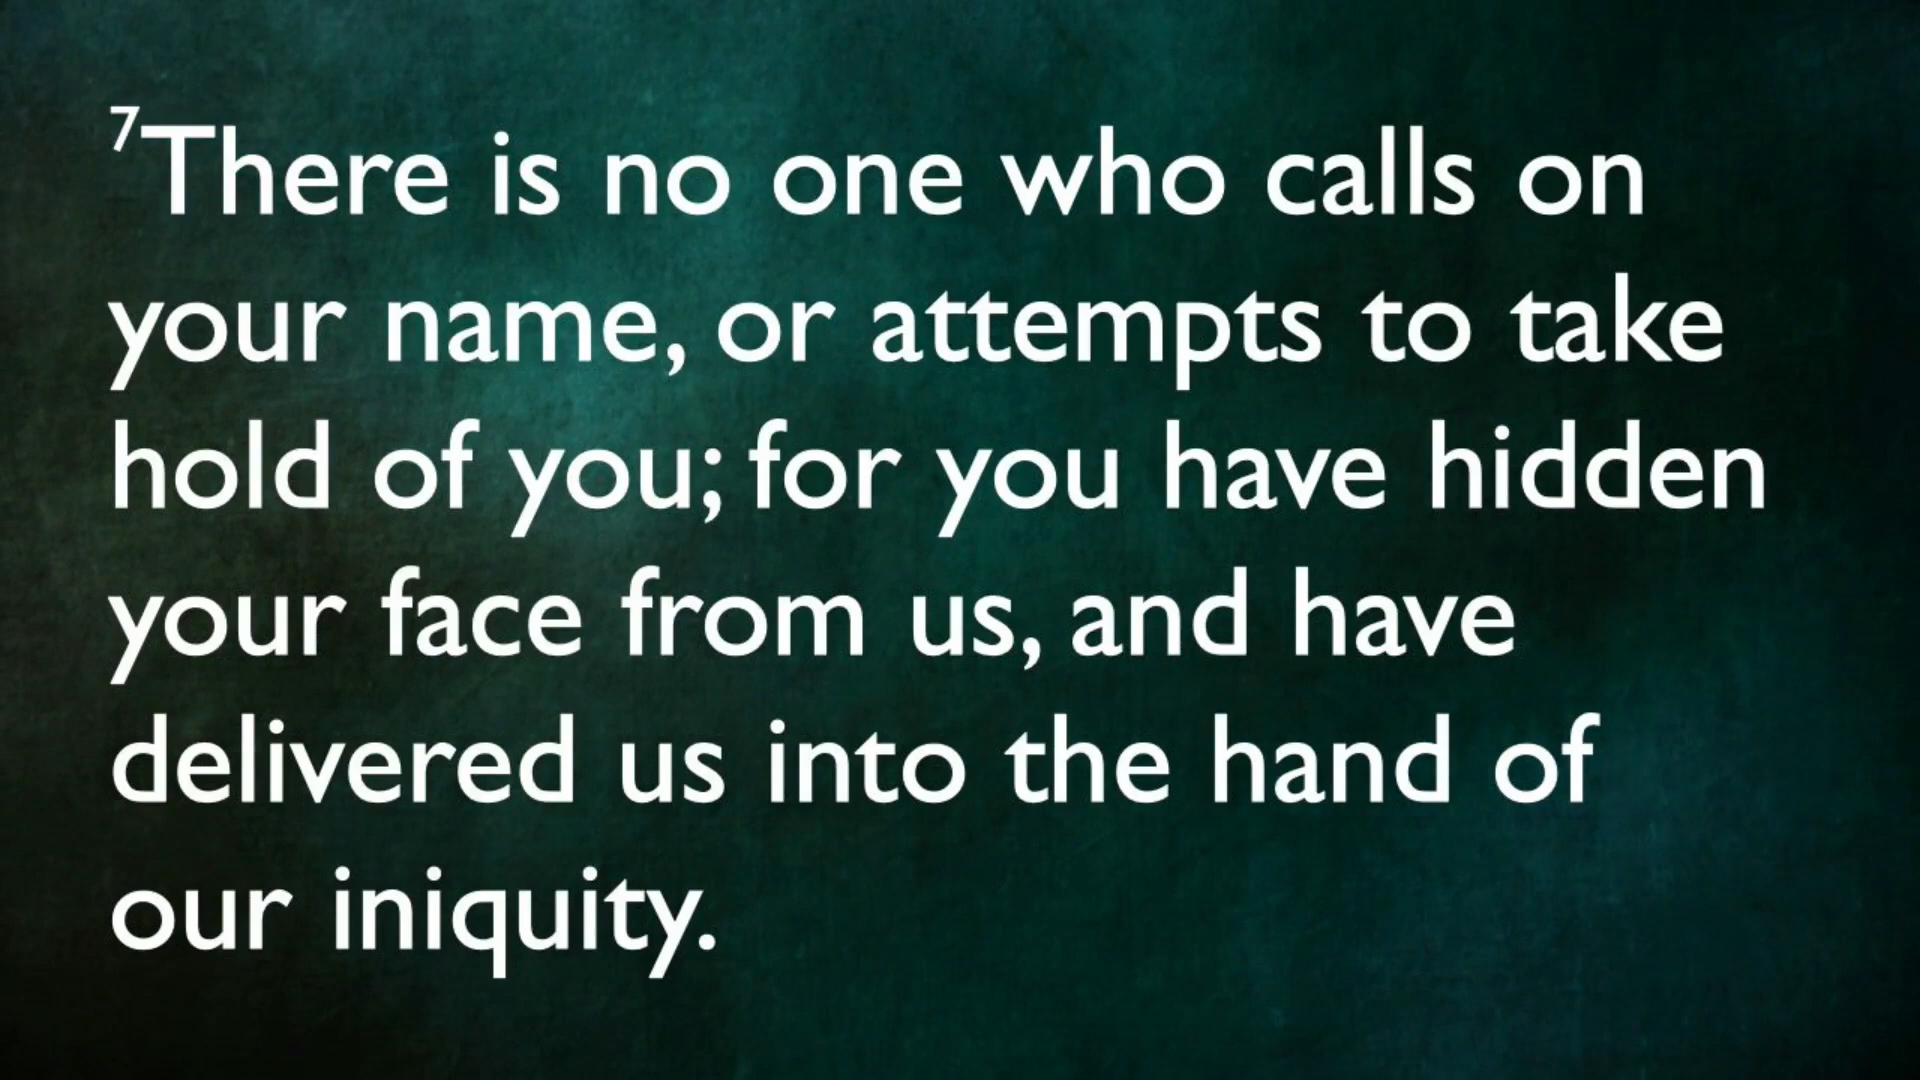 7There is no one who calls on
your name, or attempts to take
hold of you; for you have hidden
your face from us, and have
delivered us into the hand of
our iniquity.